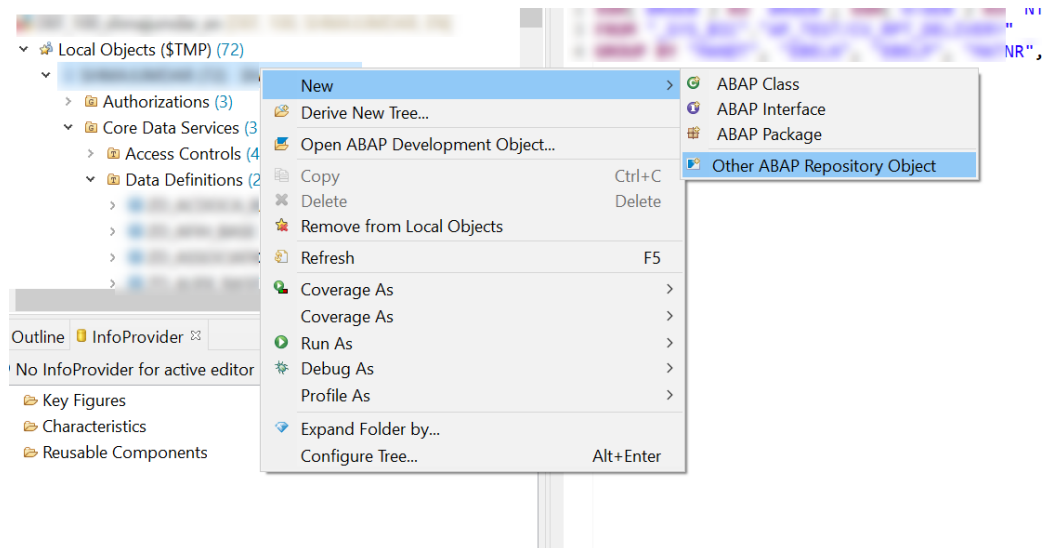 Local Objects ($TMP) (72)
Authorizations (3)
Core Data Services (3
Access Controls (4
Data Definitions (2
Outline
InfoProvider
No InfoProvider for active editor
Key Figures
Characteristics
Reusable Components
New
Derive New Tree...
Open ABAP Development Object...
Copy Ctrl+C
Delete Delete
Remove from Local Objects
Refresh F5
Coverage As
Coverage As
Run As
Debug As
Profile As
Expand Folder by...
Configure Tree... Alt+Enter
ABAP Class
ABAP Interface
ABAP Package
Other ABAP Repository Object
NR",